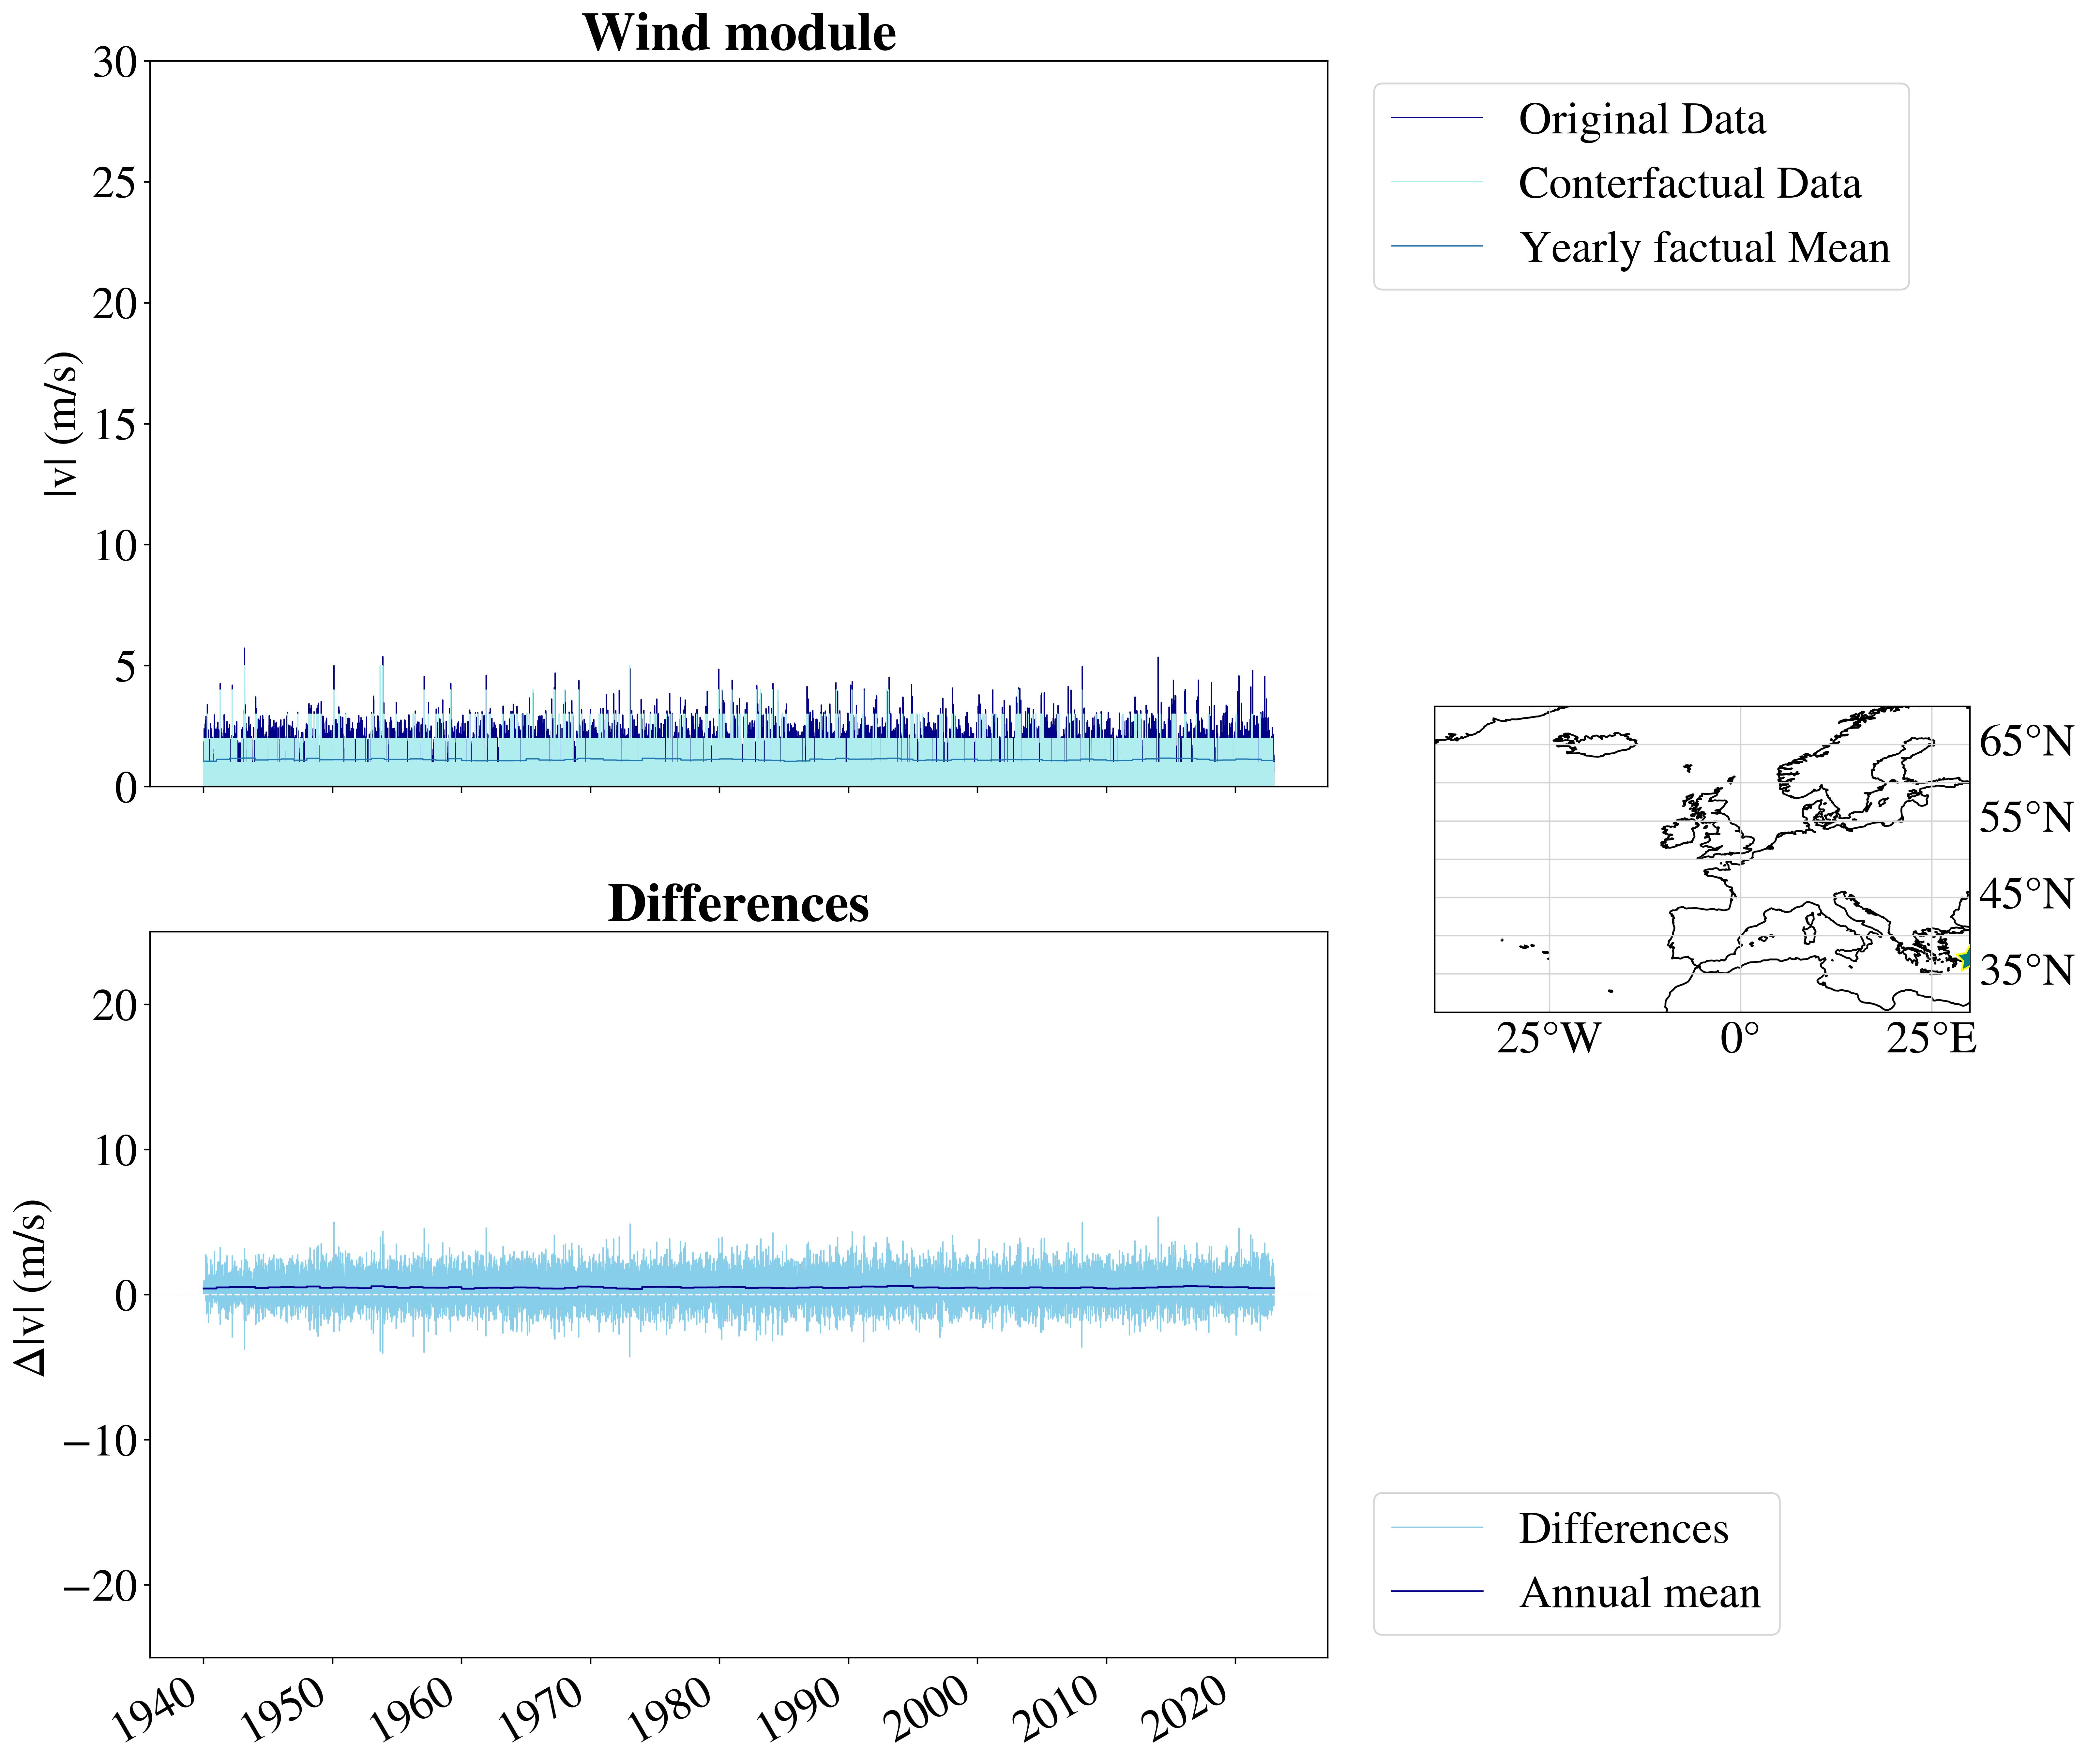 Wind module
30
25
20
15
10
5
0
|v| (m/s)
Original Data
Conterfactual Data
Yearly factual Mean
65°N
55°N
45°N
35°N
25°W 0° 25°E
Differences
20
10
0
−10
−20
Δ|v| (m/s)
1940 1950 1960 1970 1980 1990 2000 2010 2020
Differences
Annual mean